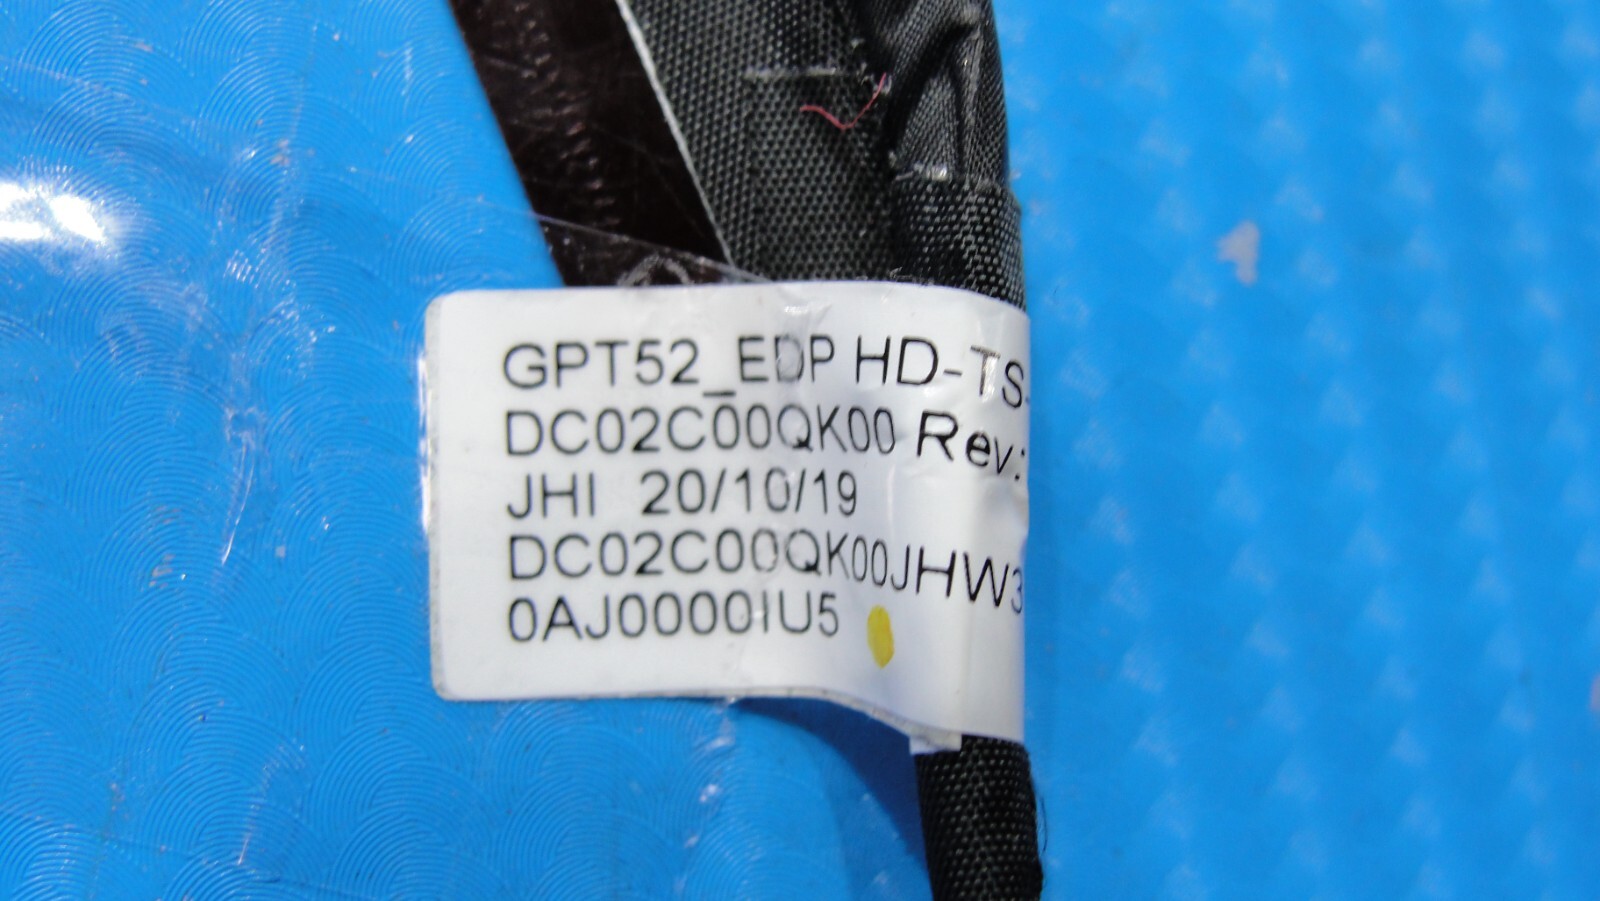 GPT52_EDP HD-TS-
DC02C00QK00 Rev:
JHI 20/10/19
DC02C00QK00JHW3
0AJ0000IU5